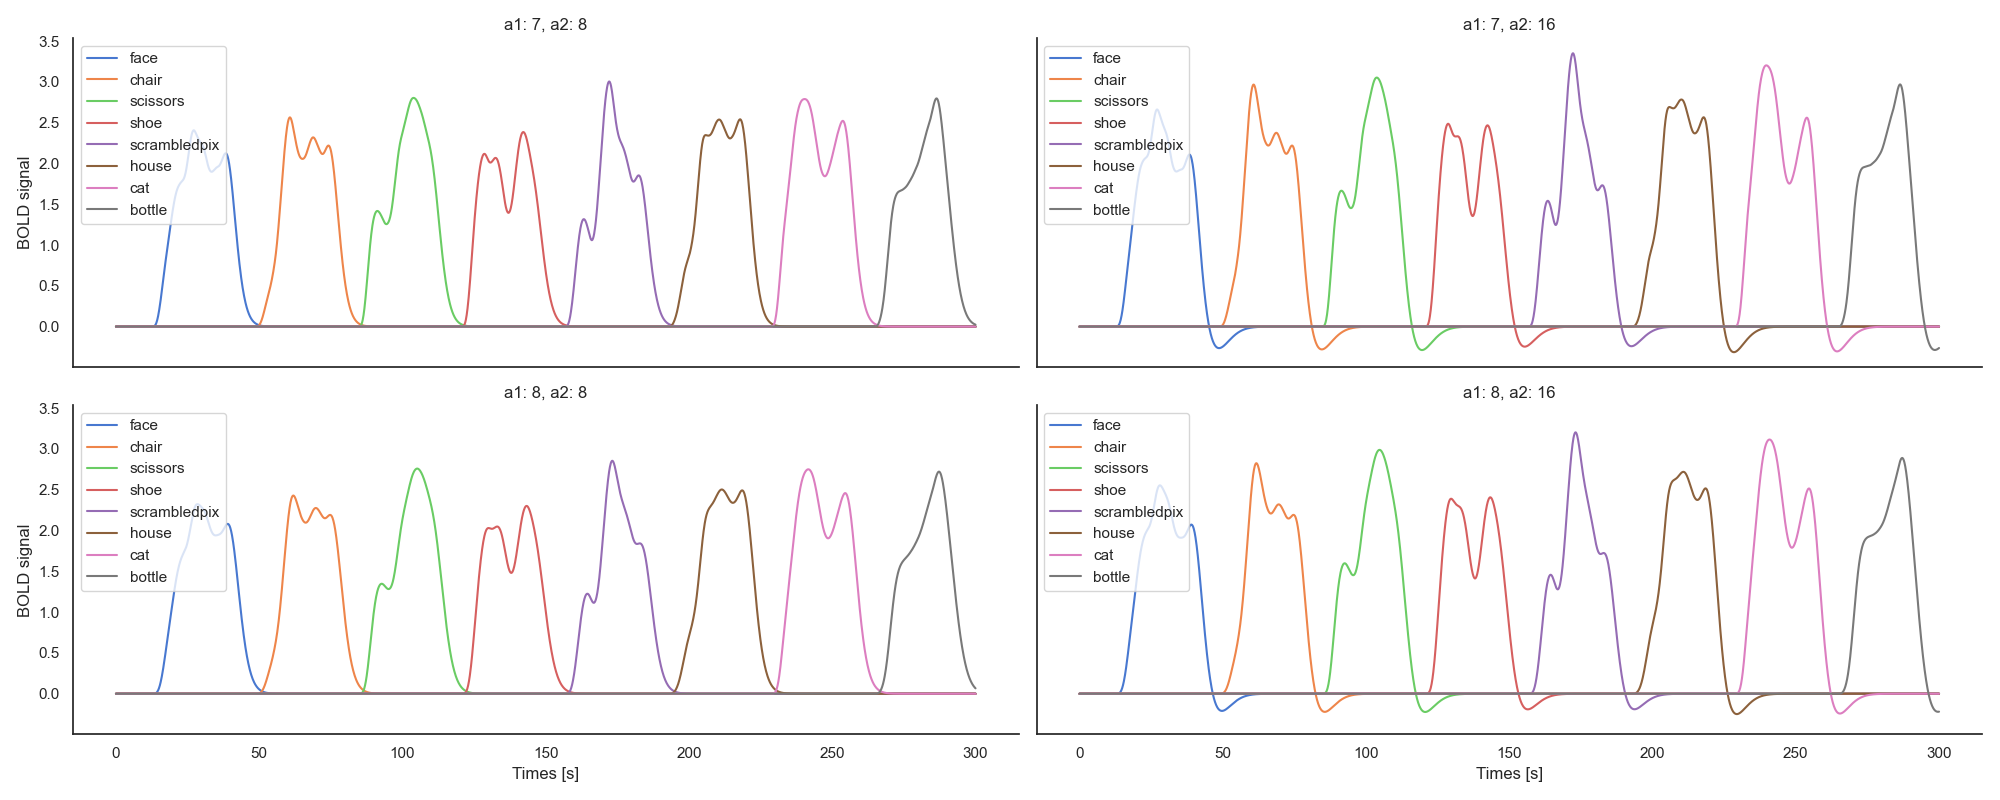 a1: 7, a2: 8
3.5
3.0
2.5
2.0
1.5
1.0
0.5
0.0
BOLD signal
face
chair
scissors
shoe
scrambledpix
house
cat
bottle
a1: 7, a2: 16
face
chair
scissors
shoe
scrambledpix
house
cat
bottle
a1: 8, a2: 8
3.5
3.0
2.5
2.0
1.5
1.0
0.5
0.0
BOLD signal
face
chair
scissors
shoe
scrambledpix
house
cat
bottle
0 50 100 150 200 250 300
Times [s]
a1: 8, a2: 16
face
chair
scissors
shoe
scrambledpix
house
cat
bottle
0 50 100 150 200 250 300
Times [s]